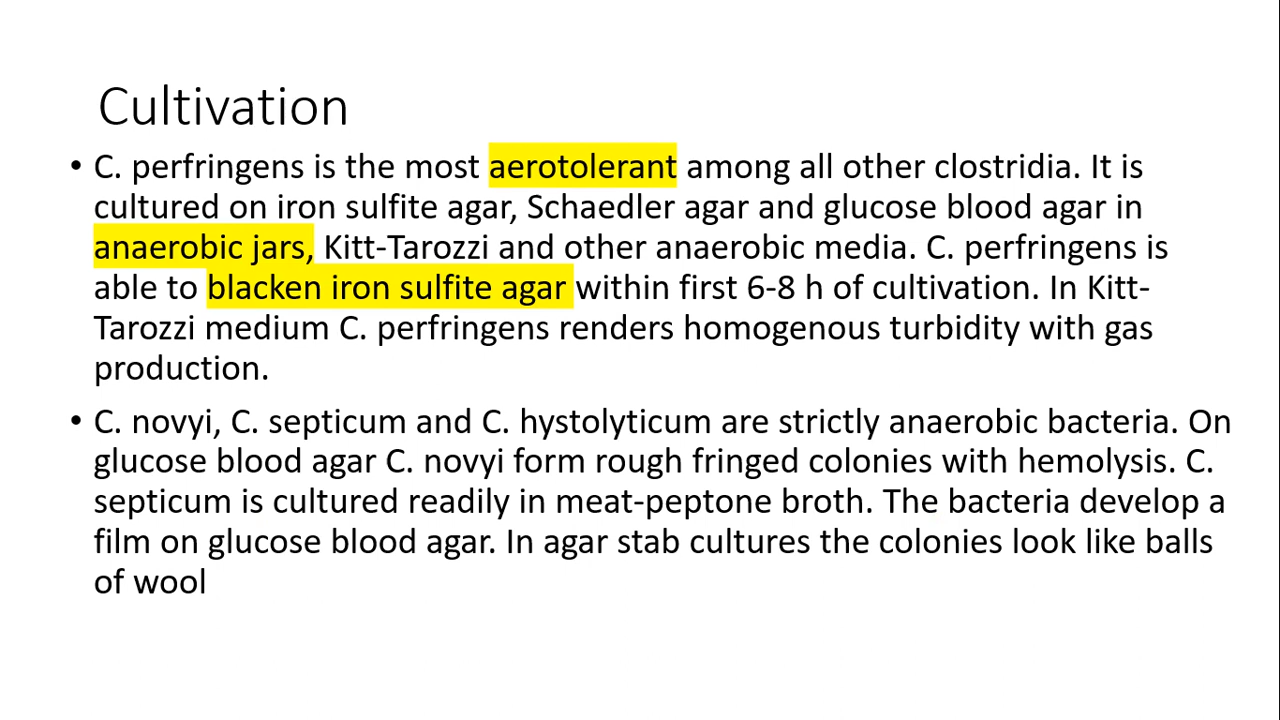 Cultivation
• C. perfringens is the most aerotolerant among all other clostridia. It is
cultured on iron sulfite agar, Schaedler agar and glucose blood agar in
anaerobic jars, Kitt-Tarozzi and other anaerobic media. C. perfringens is
able to blacken iron sulfite agar within first 6-8 h of cultivation. In Kitt-
Tarozzi medium C. perfringens renders homogenous turbidity with gas
production.
• C. novyi, C. septicum and C. hystolyticum are strictly anaerobic bacteria. On
glucose blood agar C. novyi form rough fringed colonies with hemolysis. C.
septicum is cultured readily in meat-peptone broth. The bacteria develop a
film on glucose blood agar. In agar stab cultures the colonies look like balls
of wool